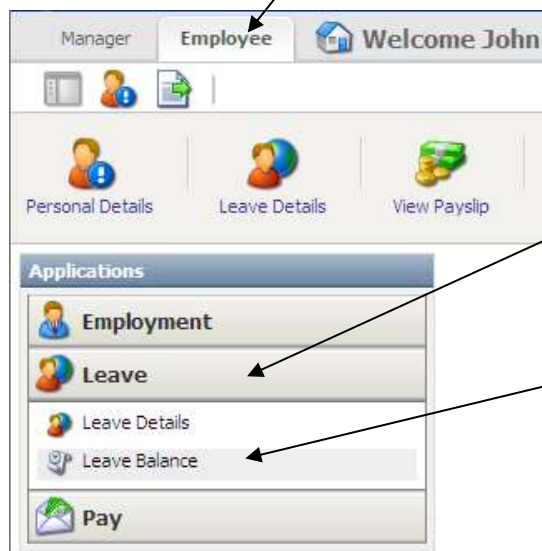 Manager Employee Welcome John
Personal Details Leave Details View Payslip
Applications
Employment
Leave
Leave Details
Leave Balance
Pay